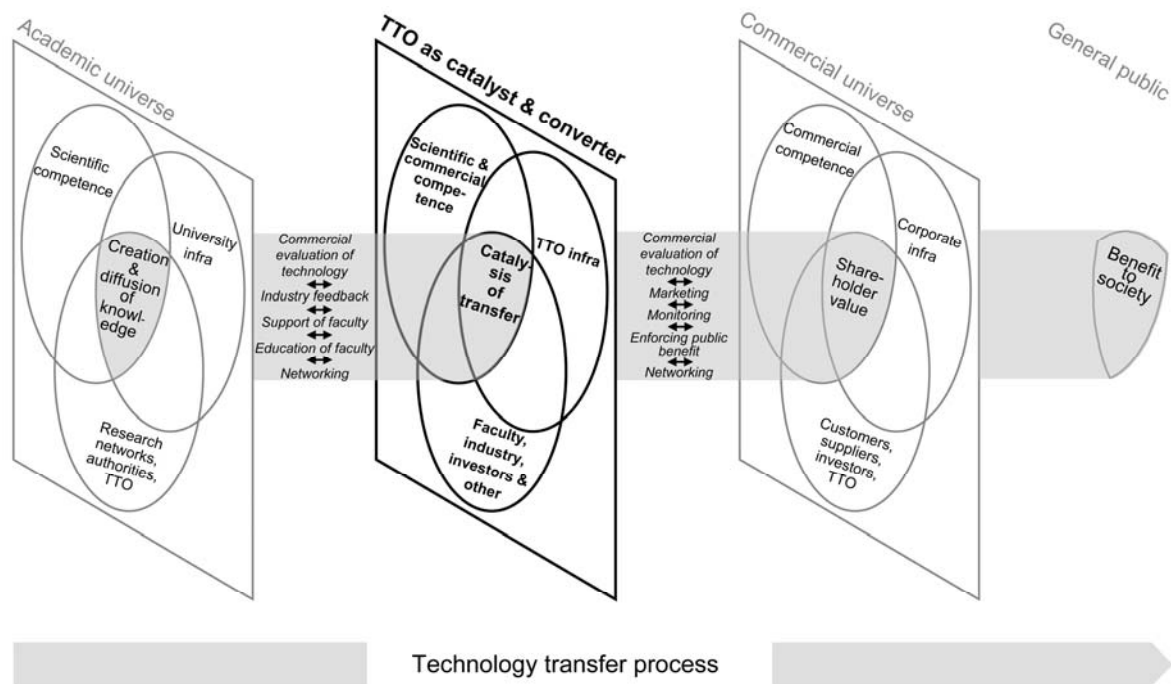 Academic universe
Scientific
competence
University
infra
Creation
&
diffusion
of
knowl-
edge
Research
networks,
authorities,
TTO
Commercial
evaluation of
technology
Industry feedback
Support of faculty
Education of faculty
Networking
TTO as catalyst & converter
Scientific &
commercial
compe-
tence
TTO infra
Cataly-
sis
of
transfer
Faculty,
industry,
investors &
other
Commercial
evaluation of
technology
Marketing
Monitoring
Enforcing public
benefit
Networking
Commercial universe
Commercial
competence
Corporate
infra
Share-
holder
value
Customers,
suppliers,
investors,
TTO
General public
Benefit
to
society
Technology transfer process